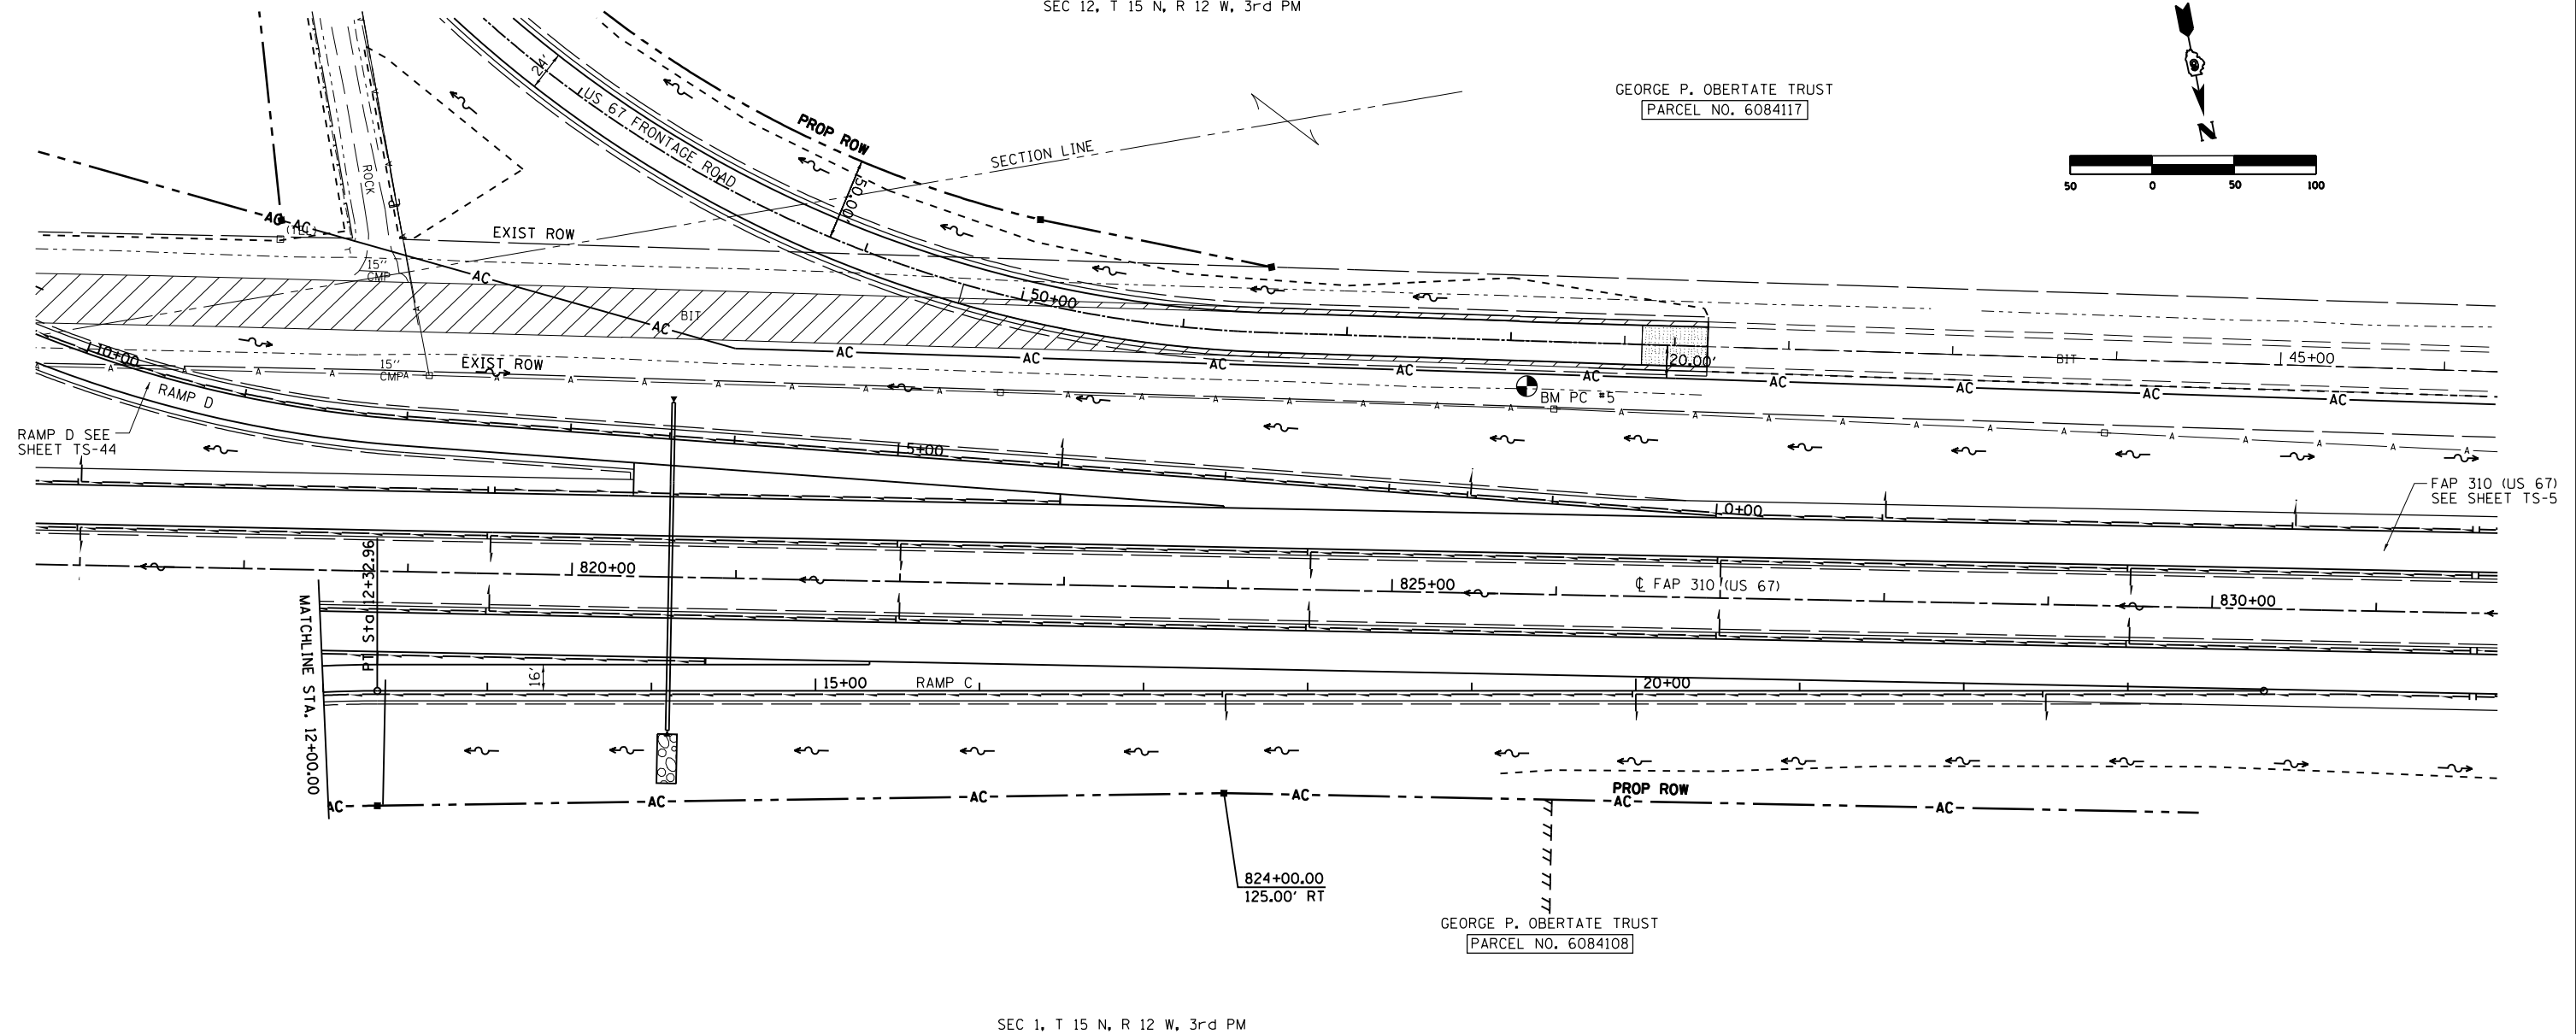 SEC 12, T 15 N, R 12 W, 3rd PM
GEORGE P. OBERTATE TRUST
PARCEL NO. 6084117
N
50 0 50 100
24'
US 67 FRONTAGE ROAD
PROP ROW
50.00'
SECTION LINE
ROCK
AC AC
EXIST ROW
15"
CMP
AC
50+00
BIT
AC
AC
AC
AC
AC
AC
20.00'
BIT
45+00
AC
AC
AC
AC
10+00
15"
CMP
EXIST ROW
BM PC #5
A A A A A A A A A A A A A A A A A A A A A A A A A A A A A A A A A
RAMP D
RAMP D SEE
SHEET TS-44
5+00
0+00
FAP 310 (US 67)
SEE SHEET TS-5
PT Sta 12+32.96
820+00
825+00
℄ FAP 310 (US 67)
830+00
MATCHLINE STA. 12+00.00
16'
15+00
RAMP C
20+00
AC
AC
AC
AC
PROP ROW
AC
AC
824+00.00
125.00' RT
GEORGE P. OBERTATE TRUST
PARCEL NO. 6084108
SEC 1, T 15 N, R 12 W, 3rd PM